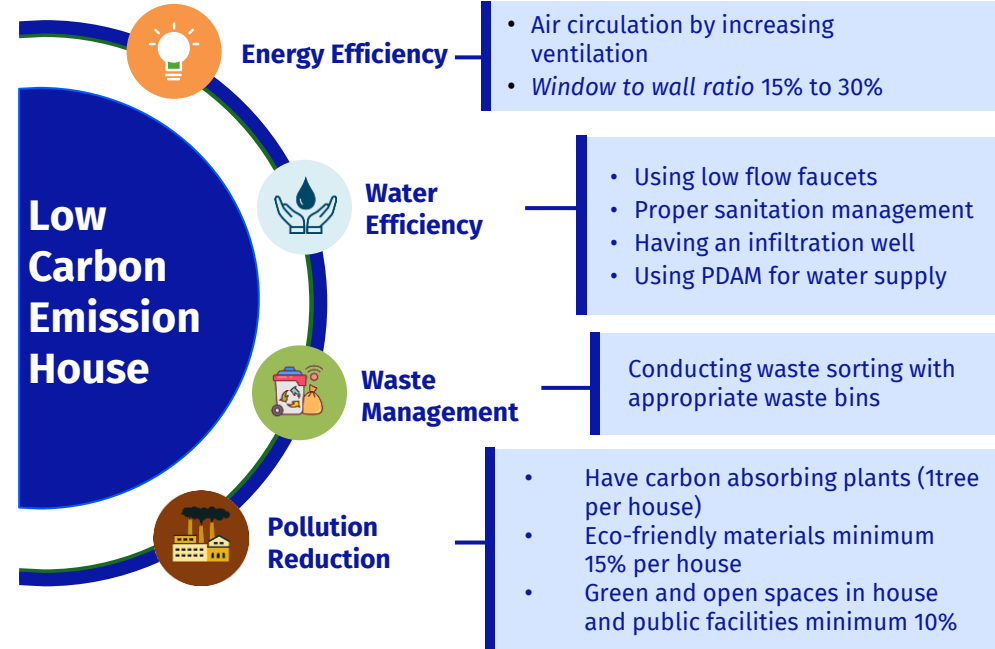 Low
Carbon
Emission
House
Energy Efficiency
• Air circulation by increasing
ventilation
• Window to wall ratio 15% to 30%
Water
Efficiency
• Using low flow faucets
• Proper sanitation management
• Having an infiltration well
• Using PDAM for water supply
Waste
Management
Conducting waste sorting with
appropriate waste bins
Pollution
Reduction
• Have carbon absorbing plants (1tree
per house)
• Eco-friendly materials minimum
15% per house
• Green and open spaces in house
and public facilities minimum 10%